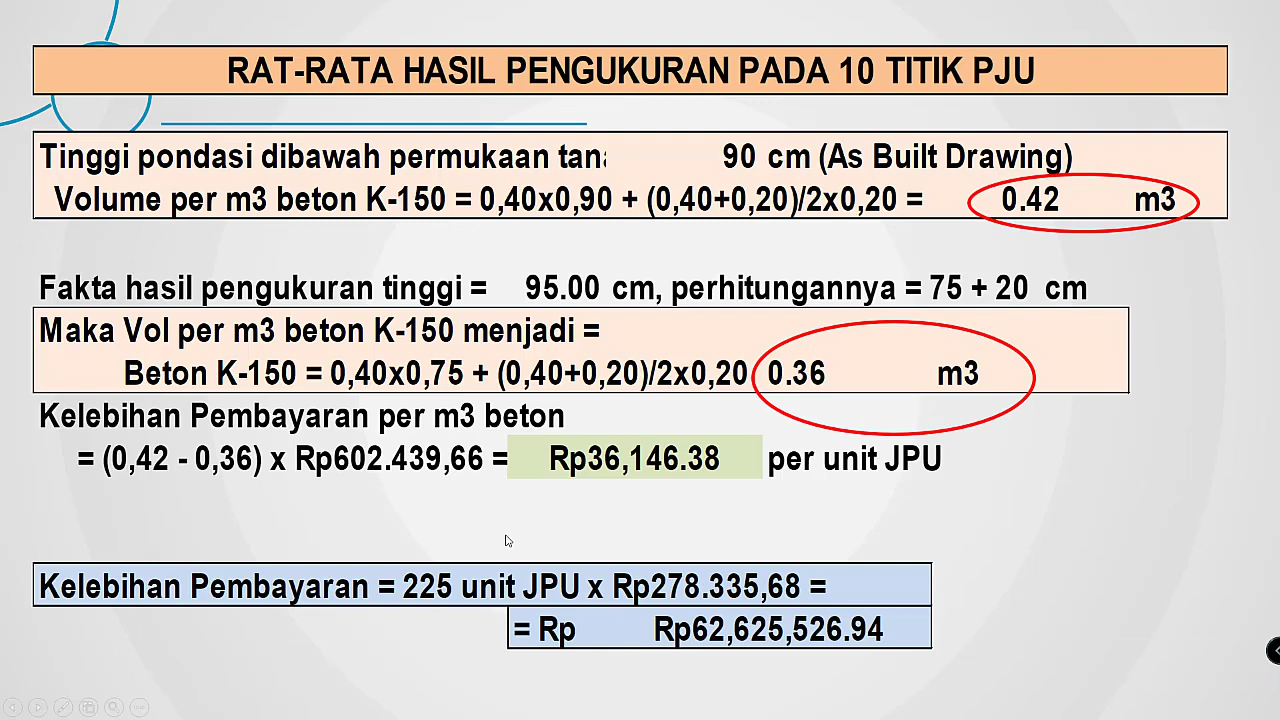 RAT-RATA HASIL PENGUKURAN PADA 10 TITIK PJU
Tinggi pondasi dibawah permukaan tana 90 cm (As Built Drawing)
Volume per m3 beton K-150 = 0,40x0,90 + (0,40+0,20)/2x0,20 = 0.42 m3
Fakta hasil pengukuran tinggi = 95.00 cm, perhitungannya = 75 + 20 cm
Maka Vol per m3 beton K-150 menjadi =
Beton K-150 = 0,40x0,75 + (0,40+0,20)/2x0,20 0.36 m3
Kelebihan Pembayaran per m3 beton
= (0,42 - 0,36) x Rp602.439,66 = Rp36,146.38 per unit JPU
Kelebihan Pembayaran = 225 unit JPU x Rp278.335,68 =
= Rp Rp62,625,526.94